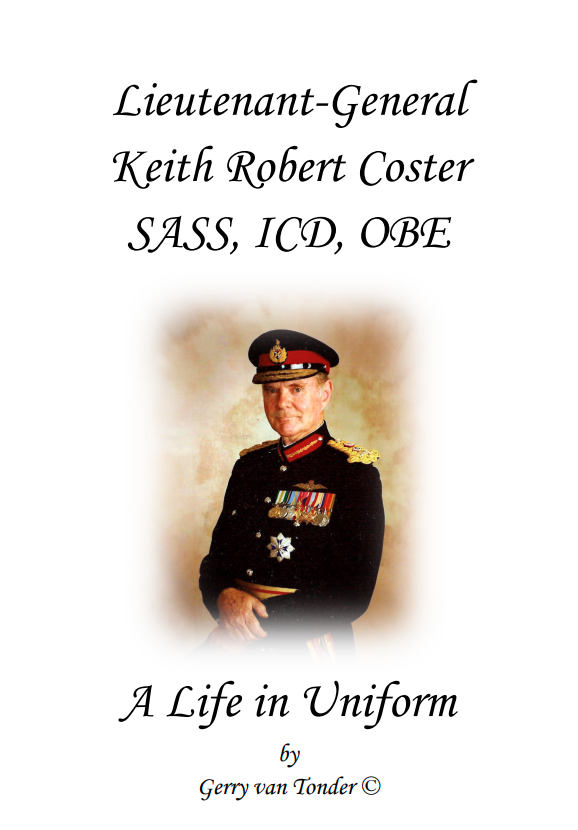 Lieutenant-General
Keith Robert Coster
SASS, ICD, OBE
A Life in Uniform
by
Gerry van Tonder ©